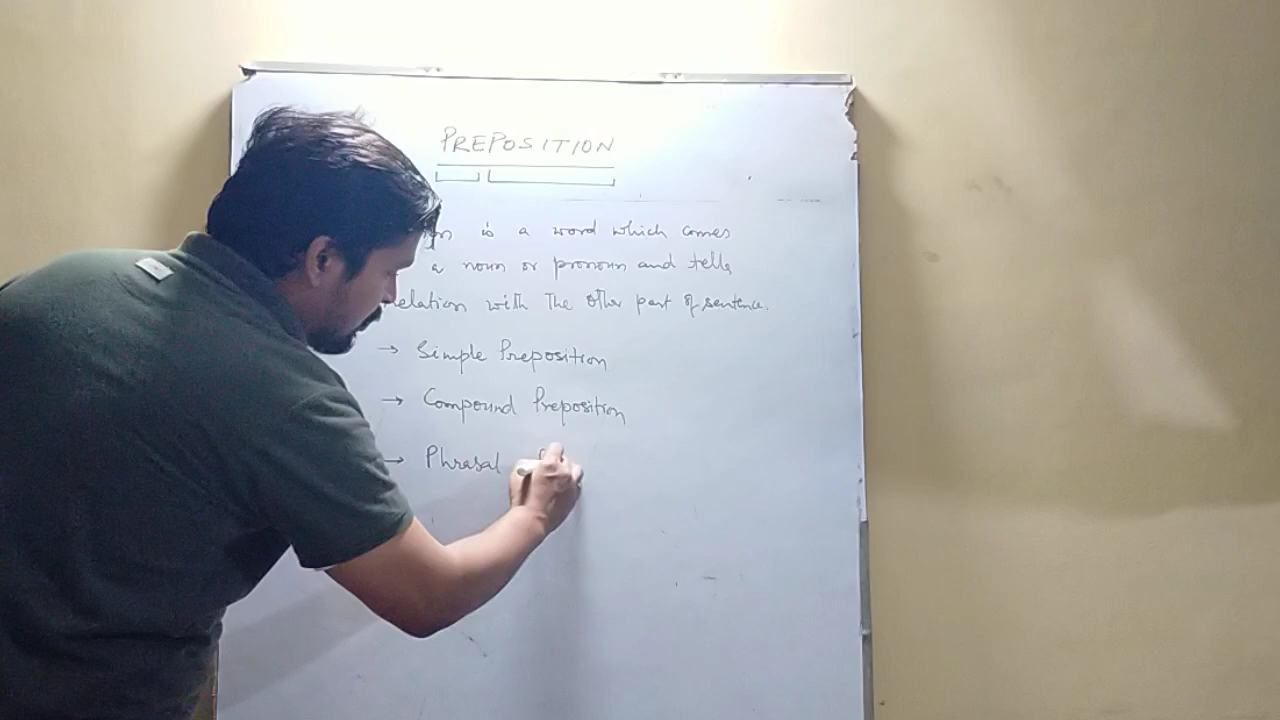 PREPOSITION
is a word which comes
a noun or pronoun and tells
relation with the other part of sentence.
→ Simple Preposition
→ Compound Preposition
→ Phrasal